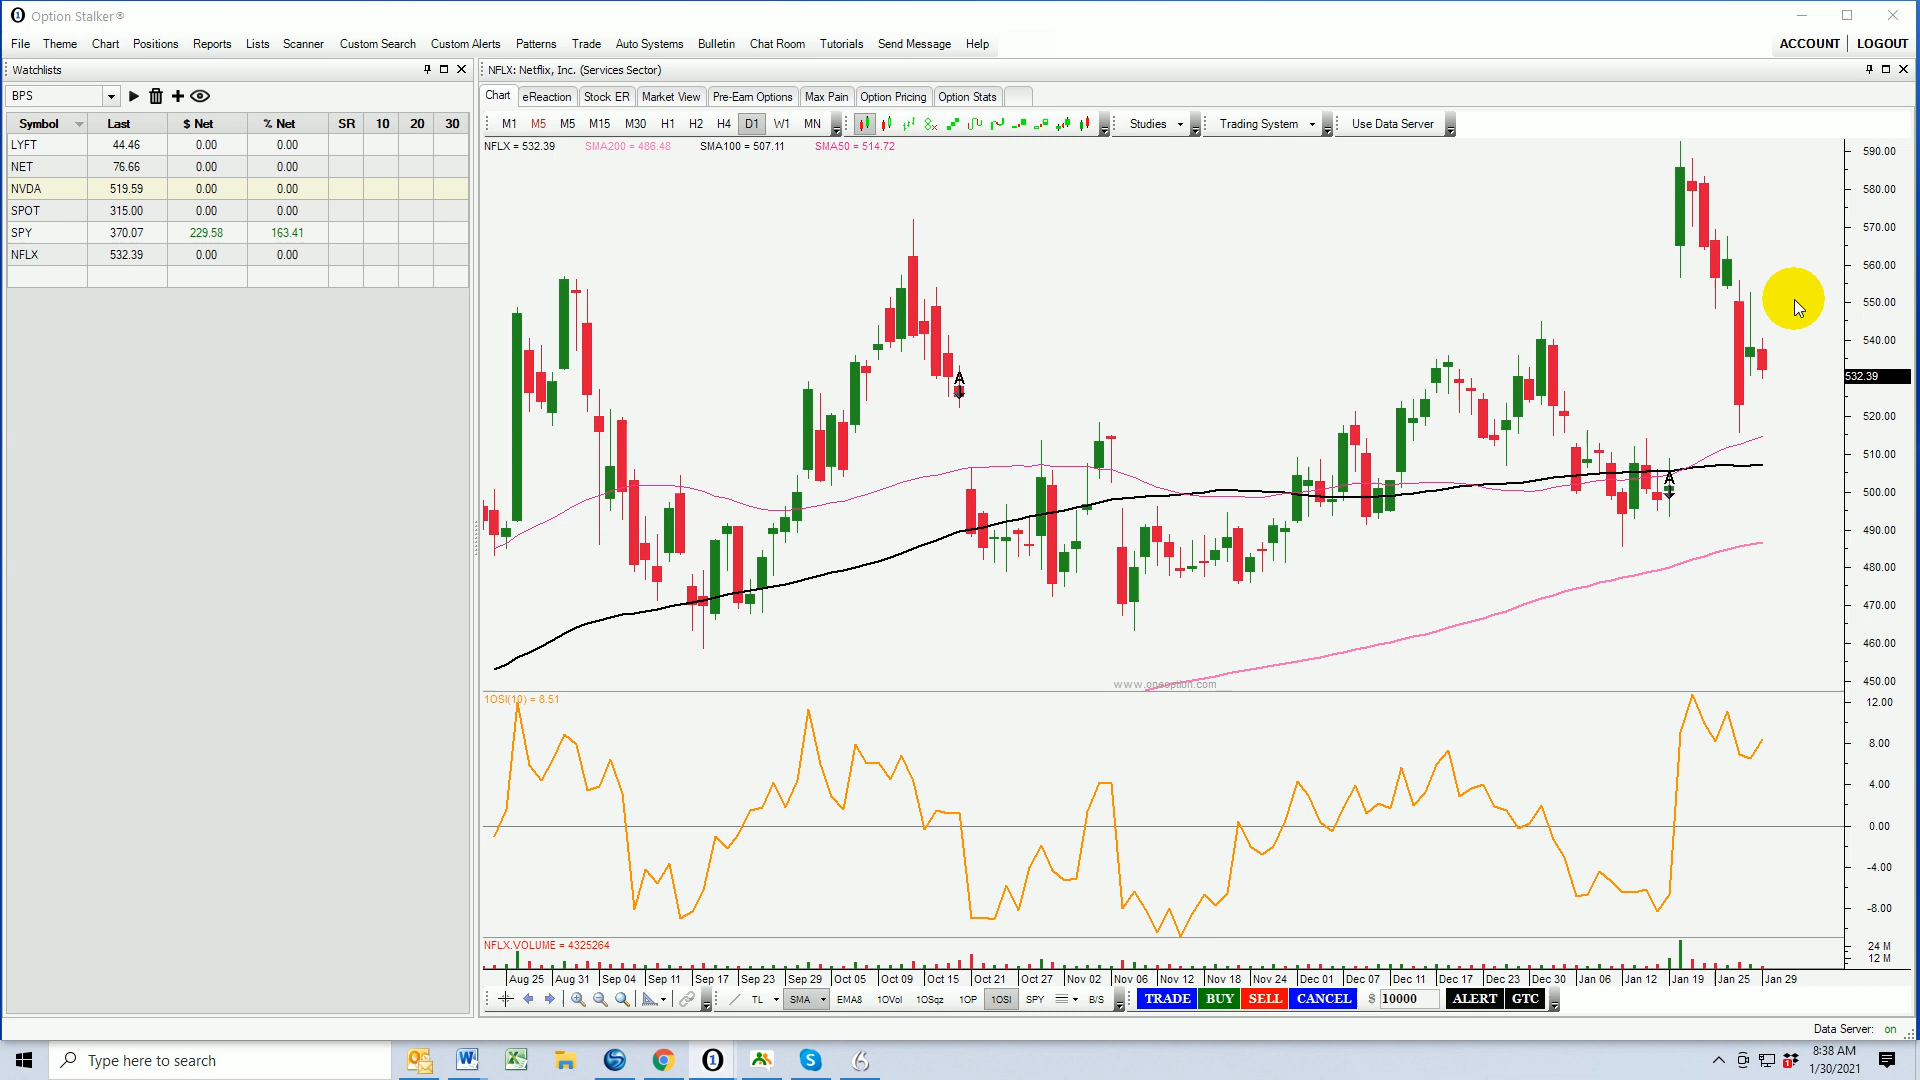 Option Stalker®
File Theme Chart Positions Reports Lists Scanner Custom Search Custom Alerts Patterns Trade Auto Systems Bulletin Chat Room Tutorials Send Message Help ACCOUNT LOGOUT
Watchlists
NFLX: Netflix, Inc. (Services Sector)
BPS
Chart eReaction Stock ER Market View Pre-Earn Options Max Pain Option Pricing Option Stats
Symbol Last $ Net % Net SR 10 20 30
M1 M5 M5 M15 M30 H1 H2 H4 D1 W1 MN Studies Trading System Use Data Server
LYFT 44.46 0.00 0.00
NET 76.66 0.00 0.00
NVDA 519.59 0.00 0.00
SPOT 315.00 0.00 0.00
SPY 370.07 229.58 163.41
NFLX 532.39 0.00 0.00
NFLX = 532.39 SMA200 = 486.48 SMA100 = 507.11 SMA50 = 514.72
590.00
580.00
570.00
560.00
550.00
540.00
532.39
520.00
510.00
500.00
490.00
480.00
470.00
460.00
450.00
A
A
www.oneoption.com
1OSI(10) = 8.51
12.00
8.00
4.00
0.00
-4.00
-8.00
NFLX.VOLUME = 4325264
24 M
12 M
Aug 25 Aug 31 Sep 04 Sep 11 Sep 17 Sep 23 Sep 29 Oct 05 Oct 09 Oct 15 Oct 21 Oct 27 Nov 02 Nov 06 Nov 12 Nov 18 Nov 24 Dec 01 Dec 07 Dec 11 Dec 17 Dec 23 Dec 30 Jan 06 Jan 12 Jan 19 Jan 25 Jan 29
TL SMA EMA8 1OVol 1OSqz 1OP 1OSI SPY B/S TRADE BUY SELL CANCEL $ 10000 ALERT GTC
Data Server: on
Type here to search
8:38 AM
1/30/2021